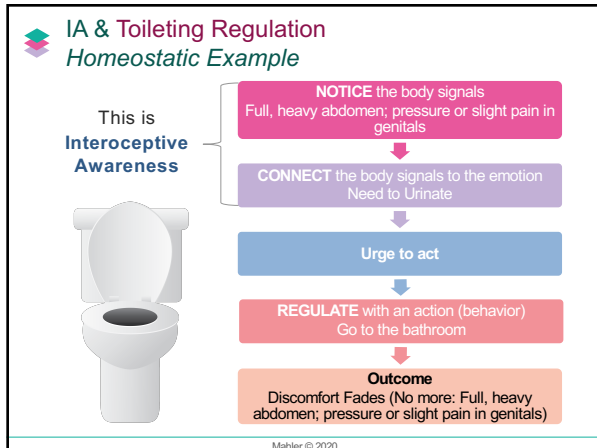 IA & Toileting Regulation
Homeostatic Example
This is
Interoceptive
Awareness
NOTICE the body signals
Full, heavy abdomen; pressure or slight pain in
genitals
CONNECT the body signals to the emotion
Need to Urinate
Urge to act
REGULATE with an action (behavior)
Go to the bathroom
Outcome
Discomfort Fades (No more: Full, heavy
abdomen; pressure or slight pain in genitals)
Mahler © 2020